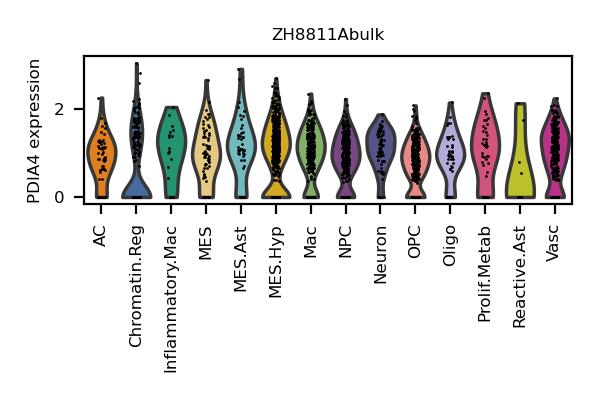 ZH8811Abulk
PDIA4 expression
2
0
AC
Chromatin.Reg
Inflammatory.Mac
MES
MES.Ast
MES.Hyp
Mac
NPC
Neuron
OPC
Oligo
Prolif.Metab
Reactive.Ast
Vasc